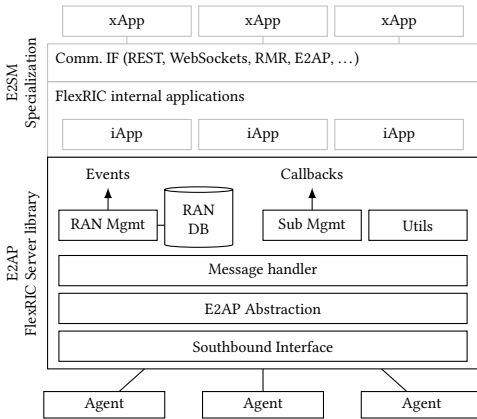 xApp xApp xApp
Comm. IF (REST, WebSockets, RMR, E2AP, …)
E2SM
Specialization
FlexRIC internal applications
iApp iApp iApp
Events Callbacks
RAN Mgmt RAN
DB Sub Mgmt Utils
E2AP
FlexRIC Server library
Message handler
E2AP Abstraction
Southbound Interface
Agent Agent Agent